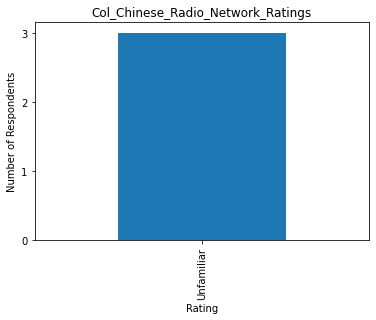 Col_Chinese_Radio_Network_Ratings
Number of Respondents
3
2
1
0
Unfamiliar
Rating